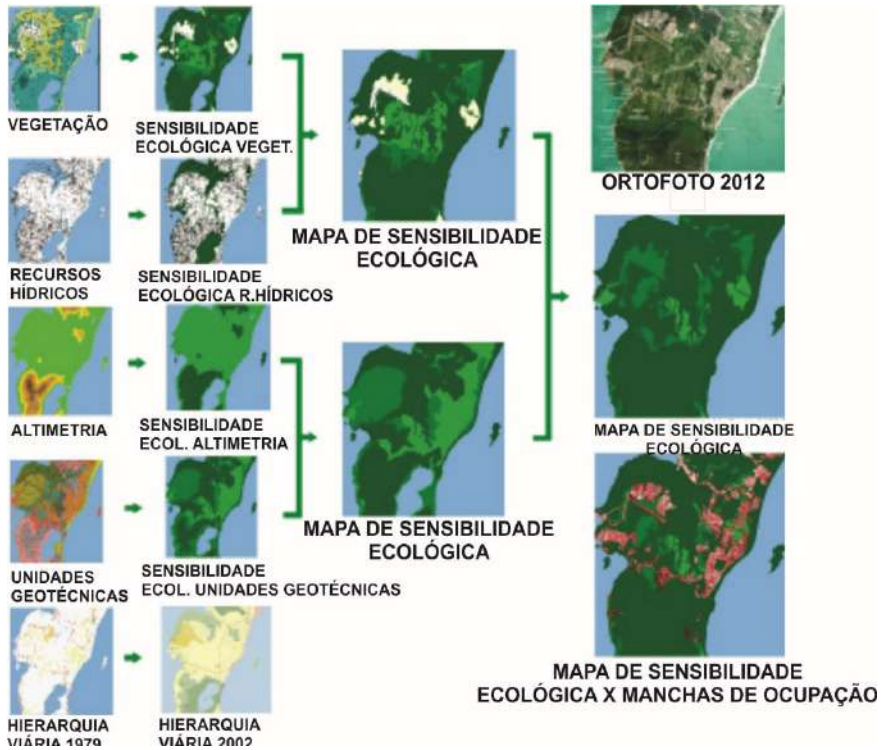 VEGETAÇÃO
SENSIBILIDADE
ECOLÓGICA VEGET.
RECURSOS
HÍDRICOS
SENSIBILIDADE
ECOLÓGICA R.HÍDRICOS
ALTIMETRIA
SENSIBILIDADE
ECOL. ALTIMETRIA
UNIDADES
GEOTÉCNICAS
SENSIBILIDADE
ECOL. UNIDADES GEOTÉCNICAS
HIERARQUIA
VIÁRIA 1979
HIERARQUIA
VIÁRIA 2002
MAPA DE SENSIBILIDADE
ECOLÓGICA
MAPA DE SENSIBILIDADE
ECOLÓGICA
ORTOFOTO 2012
MAPA DE SENSIBILIDADE
ECOLÓGICA
MAPA DE SENSIBILIDADE
ECOLÓGICA X MANCHAS DE OCUPAÇÃO